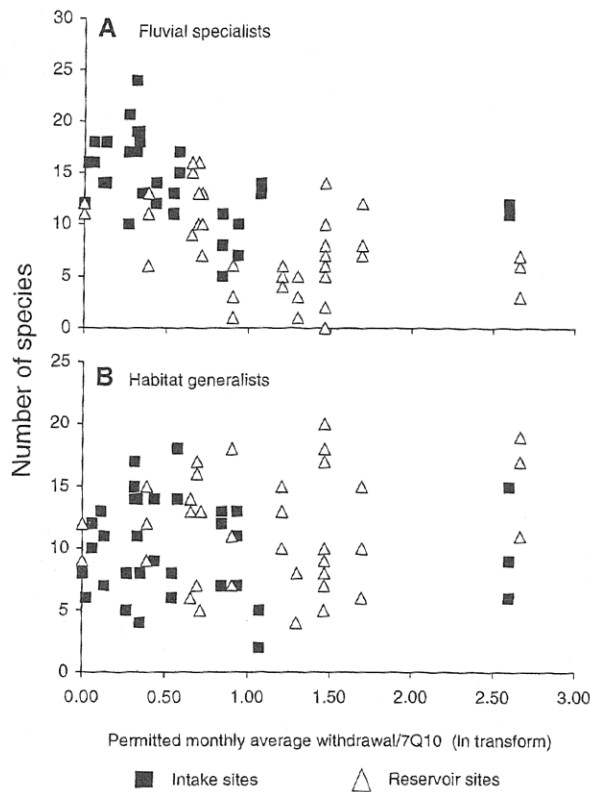 Number of species
30
A Fluvial specialists
25
20
15
10
5
0
25
B Habitat generalists
20
15
10
5
0
0.00 0.50 1.00 1.50 2.00 2.50 3.00
Permitted monthly average withdrawal/7Q10 (ln transform)
Intake sites Reservoir sites